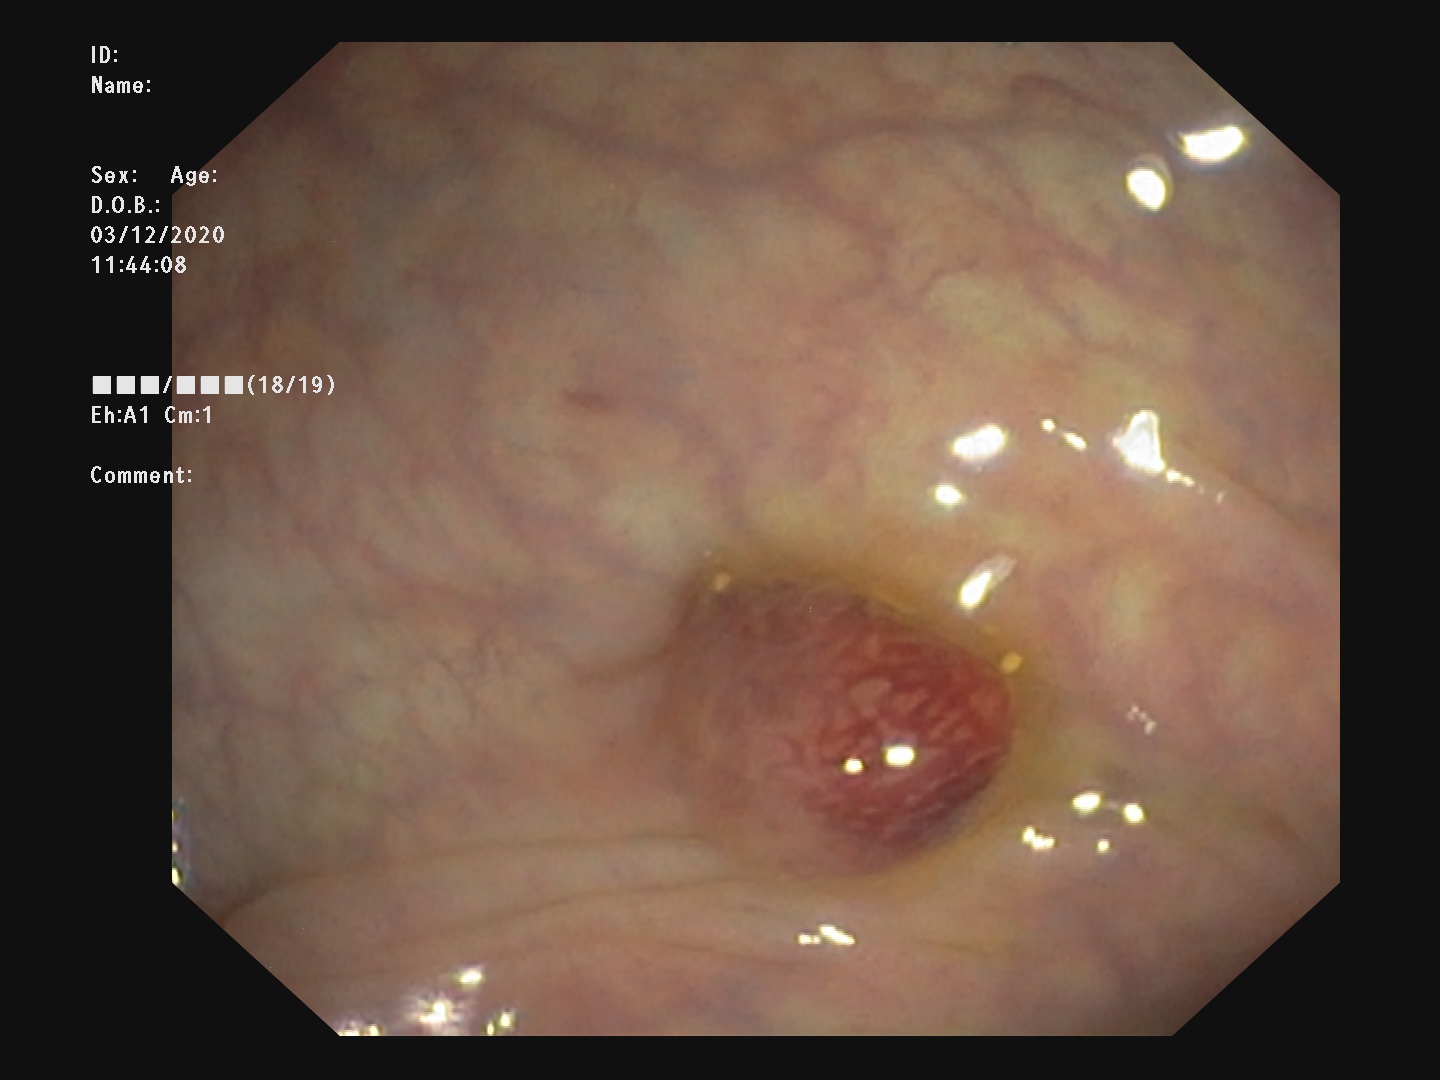 ID:
Name:
Sex: Age:
D.O.B.:
03/12/2020
11:44:08
■■■/■■■(18/19)
Eh:A1 Cm:1
Comment: